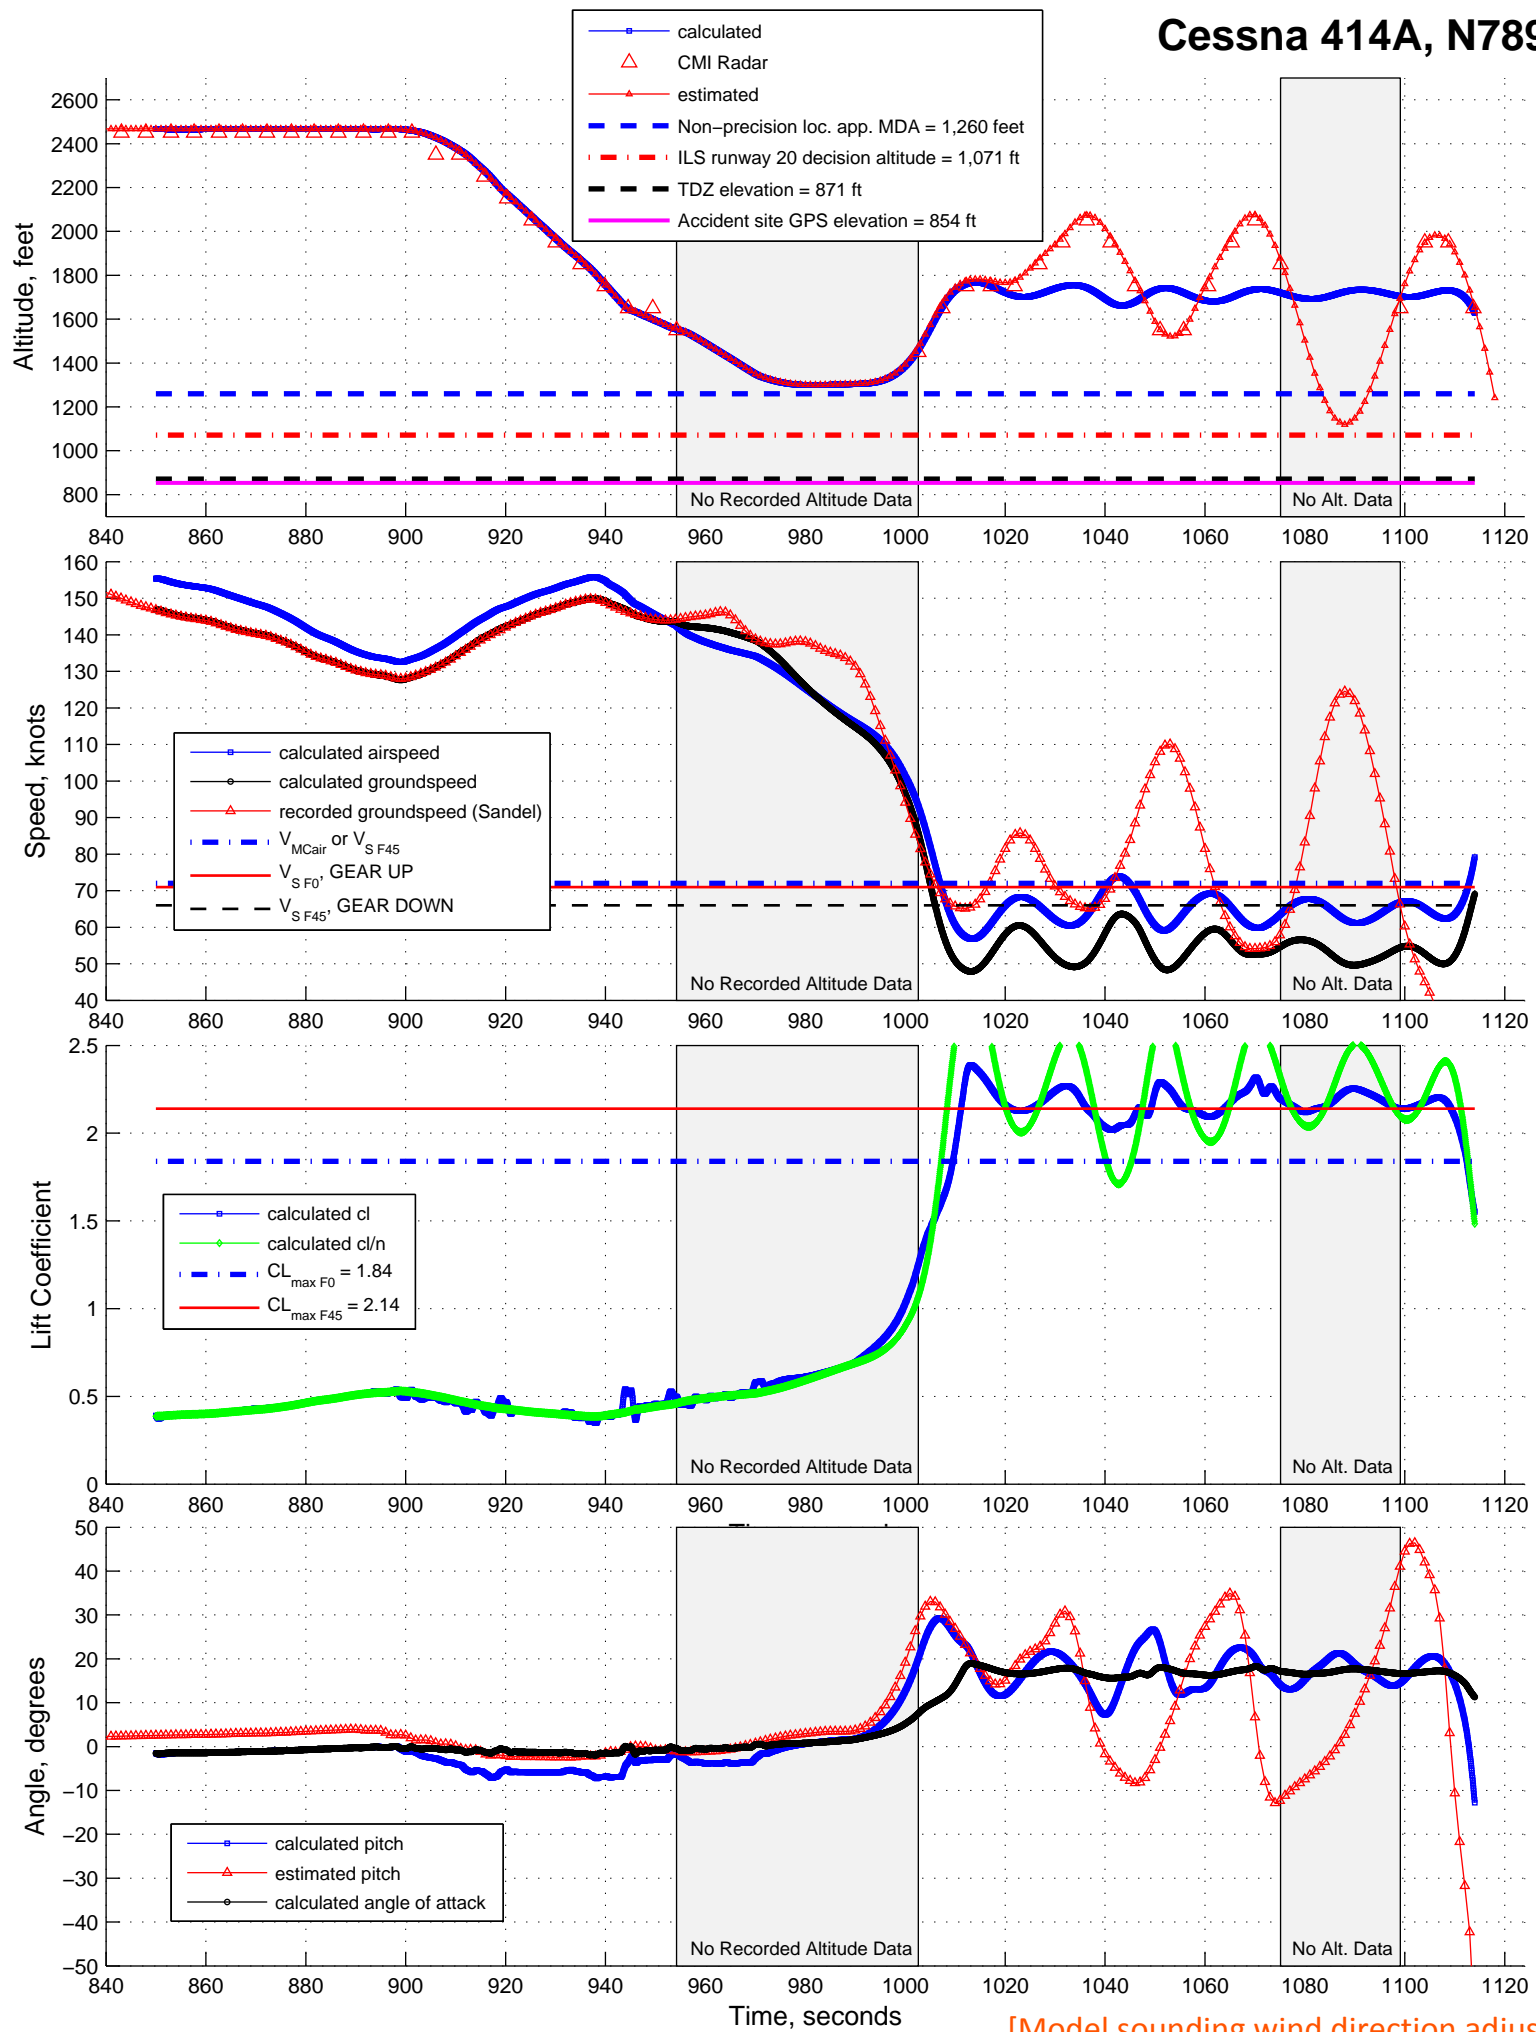 Cessna 414A, N789
calculated
CMI Radar
estimated
Non−precision loc. app. MDA = 1,260 feet
ILS runway 20 decision altitude = 1,071 ft
TDZ elevation = 871 ft
Accident site GPS elevation = 854 ft
2600
2400
2200
2000
1800
1600
1400
1200
1000
800
Altitude, feet
No Recorded Altitude Data
No Alt. Data
840 860 880 900 920 940 960 980 1000 1020 1040 1060 1080 1100 1120
160
150
140
130
120
110
100
90
80
70
60
50
40
Speed, knots
calculated airspeed
calculated groundspeed
recorded groundspeed (Sandel)
V MCair or V S F45
V S F0, GEAR UP
V S F45, GEAR DOWN
No Recorded Altitude Data
No Alt. Data
840 860 880 900 920 940 960 980 1000 1020 1040 1060 1080 1100 1120
2.5
2
1.5
1
0.5
0
Lift Coefficient
calculated cl
calculated cl/n
CL max F0 = 1.84
CL max F45 = 2.14
No Recorded Altitude Data
No Alt. Data
840 860 880 900 920 940 960 980 1000 1020 1040 1060 1080 1100 1120
50
40
30
20
10
0
−10
−20
−30
−40
−50
Angle, degrees
calculated pitch
estimated pitch
calculated angle of attack
No Recorded Altitude Data
No Alt. Data
840 860 880 900 920 940 960 980 1000 1020 1040 1060 1080 1100 1120
Time, seconds
[Model sounding wind direction adjus